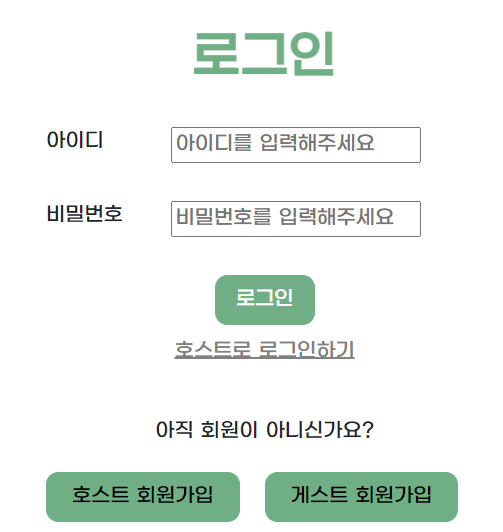 로그인
아이디 아이디를 입력해주세요
비밀번호 비밀번호를 입력해주세요
로그인
호스트로 로그인하기
아직 회원이 아니신가요?
호스트 회원가입 게스트 회원가입